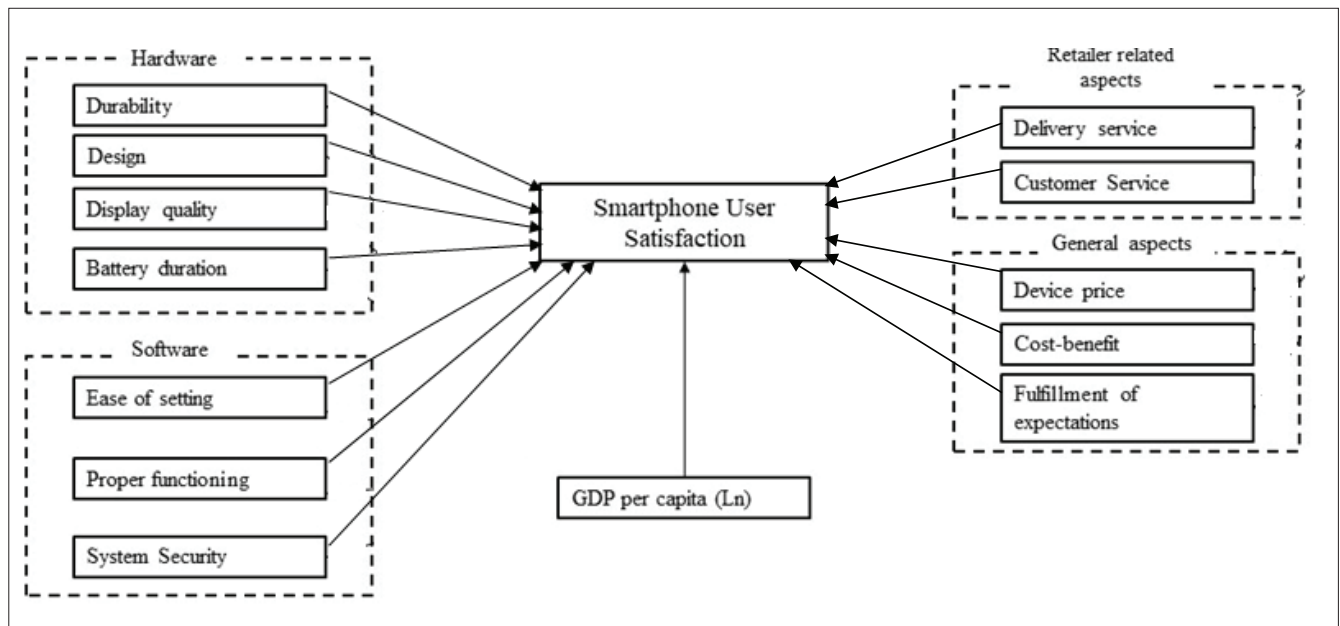 Hardware
Durability
Design
Display quality
Battery duration
Software
Ease of setting
Proper functioning
System Security
Smartphone User
Satisfaction
GDP per capita (Ln)
Retailer related
aspects
Delivery service
Customer Service
General aspects
Device price
Cost-benefit
Fulfillment of
expectations